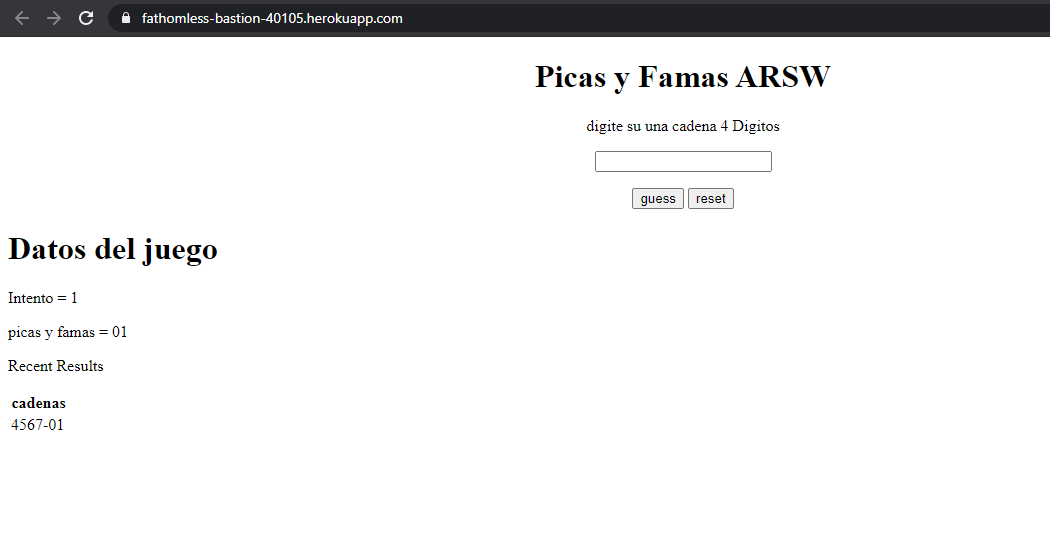 fathomless-bastion-40105.herokuapp.com
Picas y Famas ARSW
digite su una cadena 4 Digitos
guess reset
Datos del juego
Intento = 1
picas y famas = 01
Recent Results
cadenas
4567-01